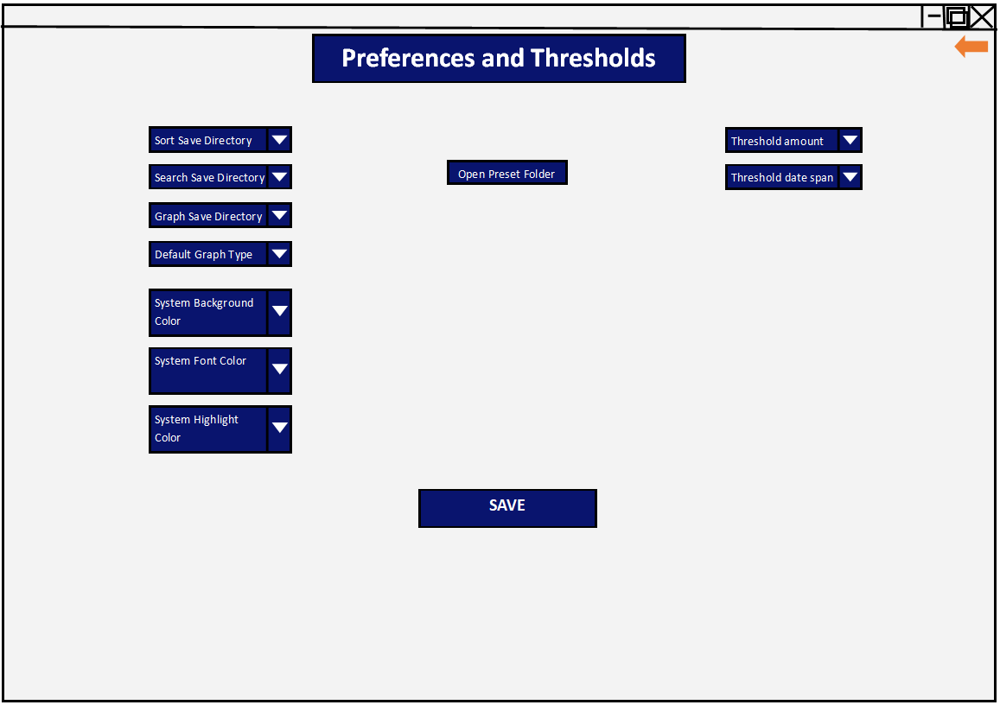 Preferences and Thresholds
Sort Save Directory
Search Save Directory
Graph Save Directory
Default Graph Type
System Background
Color
System Font Color
System Highlight
Color
Open Preset Folder
Threshold amount
Threshold date span
SAVE